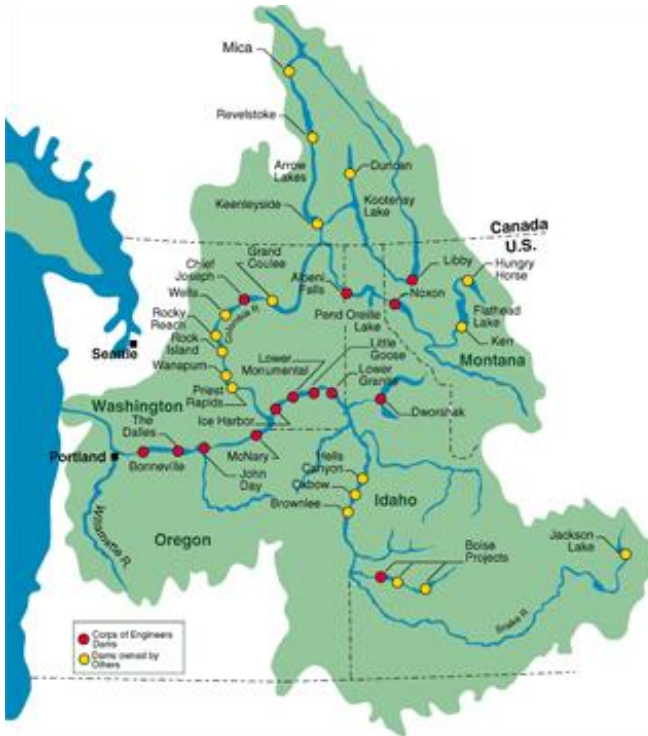 Mica
Revelstoke
Arrow
Lakes
Duncan
Kootenay
Lake
Keenleyside
Canada
U.S.
Grand
Coulee
Chief
Joseph
Libby
Hungry
Horse
Albeni
Falls
Noxon
Wells
Pend Oreille
Lake
Flathead
Lake
Rocky
Reach
Columbia R
Rock
Island
Ken
Seattle
Little
Goose
Montana
Wanapum
Lower
Monumental
Lower
Granite
Priest
Rapids
Washington
Ice Harbor
Dworshak
The
Dalles
Portland
Bonneville
McNary
John
Day
Hells
Canyon
Oxbow
Idaho
Brownlee
Willamette R.
Oregon
Boise
Projects
Jackson
Lake
Snake R
Corps of Engineers
Dams
Dams owned by
Others